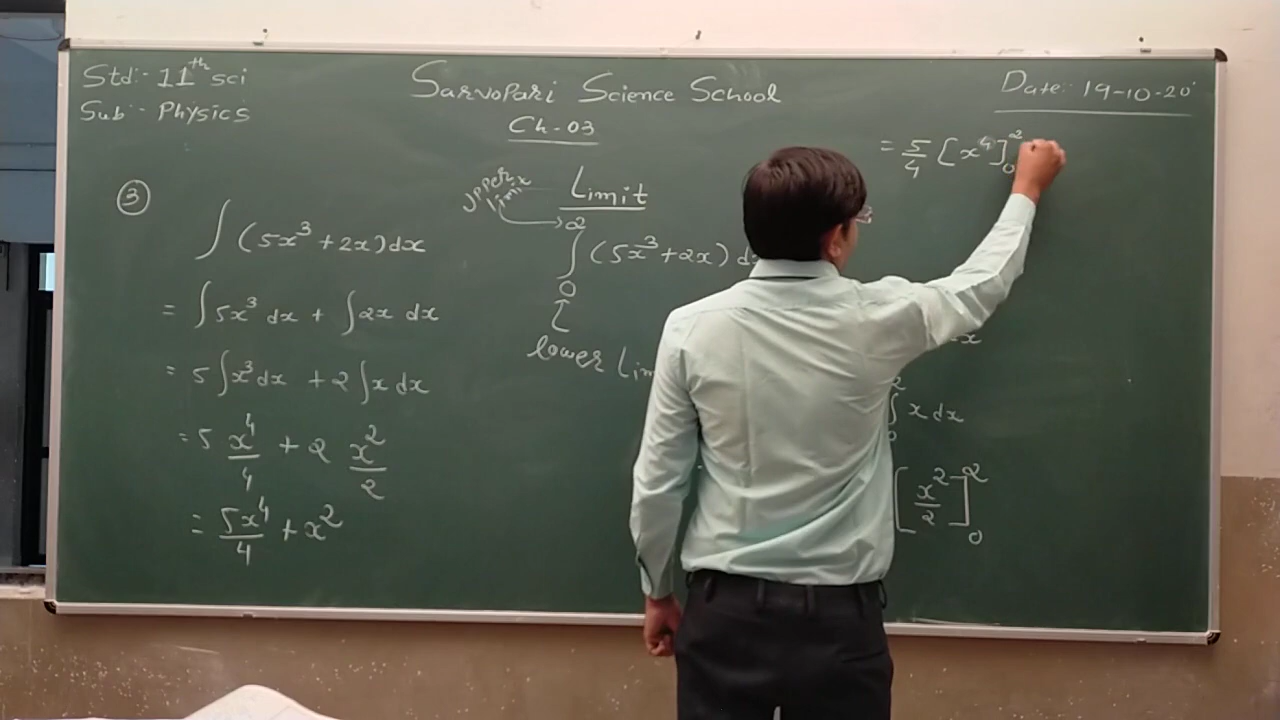 Std:- 11th sci
Sub:- Physics
Sarvopari Science School
Ch-03
Date:- 19-10-20
③
∫(5x³ + 2x) dx
= ∫5x³ dx + ∫2x dx
= 5∫x³ dx + 2∫x dx
= 5 x⁴/4 + 2 x²/2
= 5x⁴/4 + x²
Limit
upper limit
2
∫(5x³ + 2x)
0
lower
x dx
[x²/2]₀²
= 5/4 [x⁴]₀²